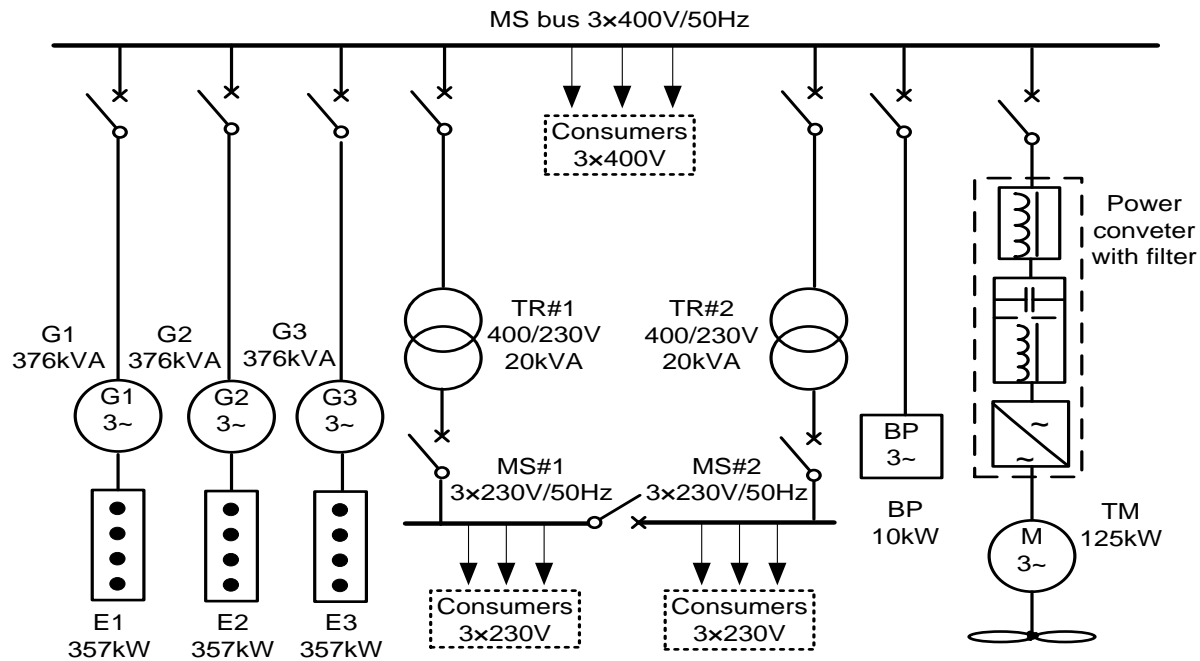 MS bus 3×400V/50Hz
Consumers
3×400V
Power
conveter
with filter
G1
376kVA
G2
376kVA
G3
376kVA
TR#1
400/230V
20kVA
TR#2
400/230V
20kVA
G1
3~
G2
3~
G3
3~
BP
3~
~
~
MS#1
3×230V/50Hz
MS#2
3×230V/50Hz
BP
10kW
TM
125kW
M
3~
Consumers
3×230V
Consumers
3×230V
E1
357kW
E2
357kW
E3
357kW